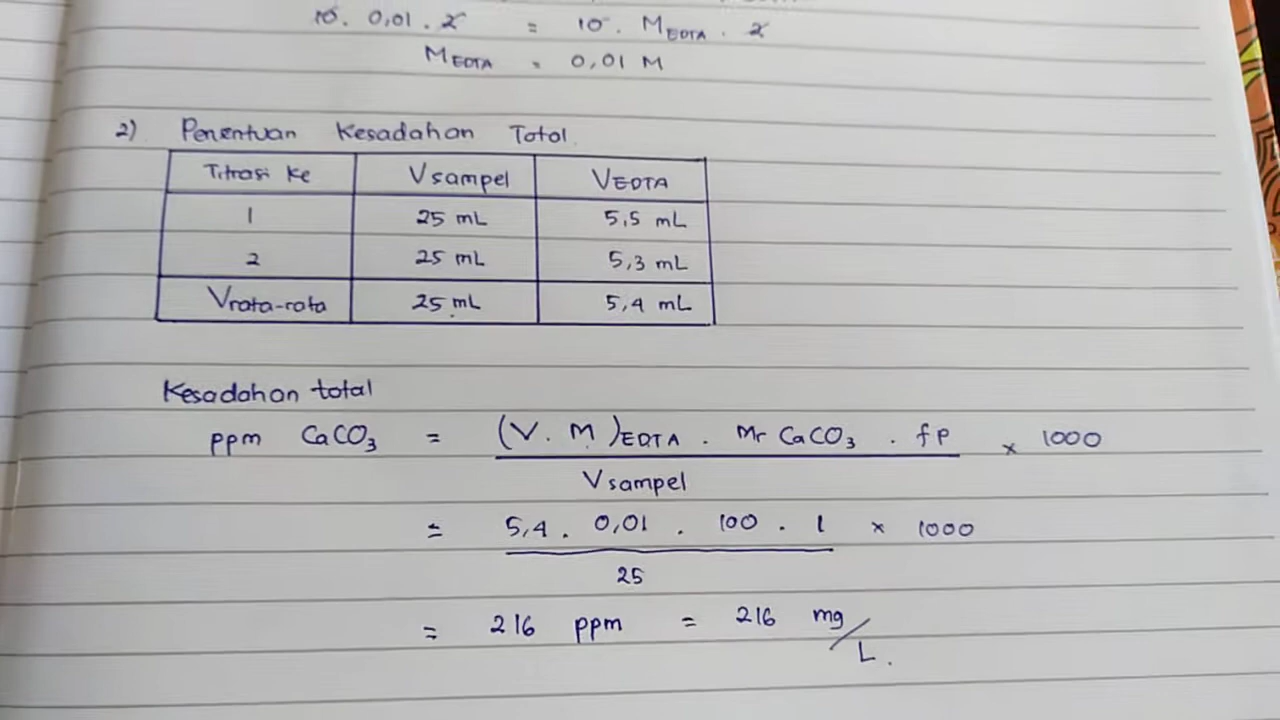 10. 0,01. 2 = 10. MEDTA. 2
MEDTA = 0,01 M
2) Penentuan Kesadahan Total.
Titrasi Ke Vsampel VEDTA
1 25 mL 5,5 mL
2 25 mL 5,3 mL
Vrata-rata 25 mL 5,4 mL
Kesadahan total
ppm CaCO3 = (V. M)EDTA. Mr CaCO3. fp × 1000
Vsampel
= 5,4. 0,01. 100. 1 × 1000
25
= 216 ppm = 216 mg/L.